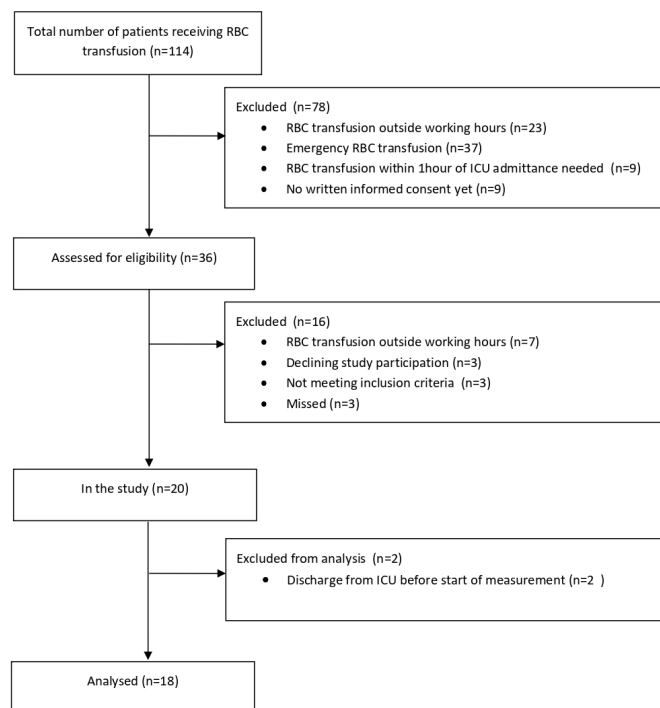 Total number of patients receiving RBC
transfusion (n=114)
Excluded (n=78)
● RBC transfusion outside working hours (n=23)
● Emergency RBC transfusion (n=37)
● RBC transfusion within 1hour of ICU admittance needed (n=9)
● No written informed consent yet (n=9)
Assessed for eligibility (n=36)
Excluded (n=16)
● RBC transfusion outside working hours (n=7)
● Declining study participation (n=3)
● Not meeting inclusion criteria (n=3)
● Missed (n=3)
In the study (n=20)
Excluded from analysis (n=2)
● Discharge from ICU before start of measurement (n=2 )
Analysed (n=18)